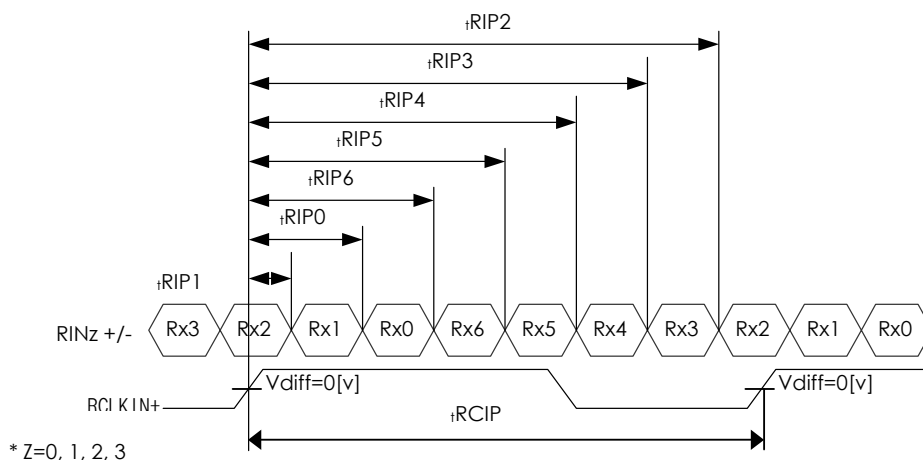 tRIP2
tRIP3
tRIP4
tRIP5
tRIP6
tRIP0
tRIP1
RINz +/- Rx3 Rx2 Rx1 Rx0 Rx6 Rx5 Rx4 Rx3 Rx2 Rx1 Rx0
Vdiff=0[v] Vdiff=0[v]
RCLKIN+
tRCIP
* Z=0, 1, 2, 3